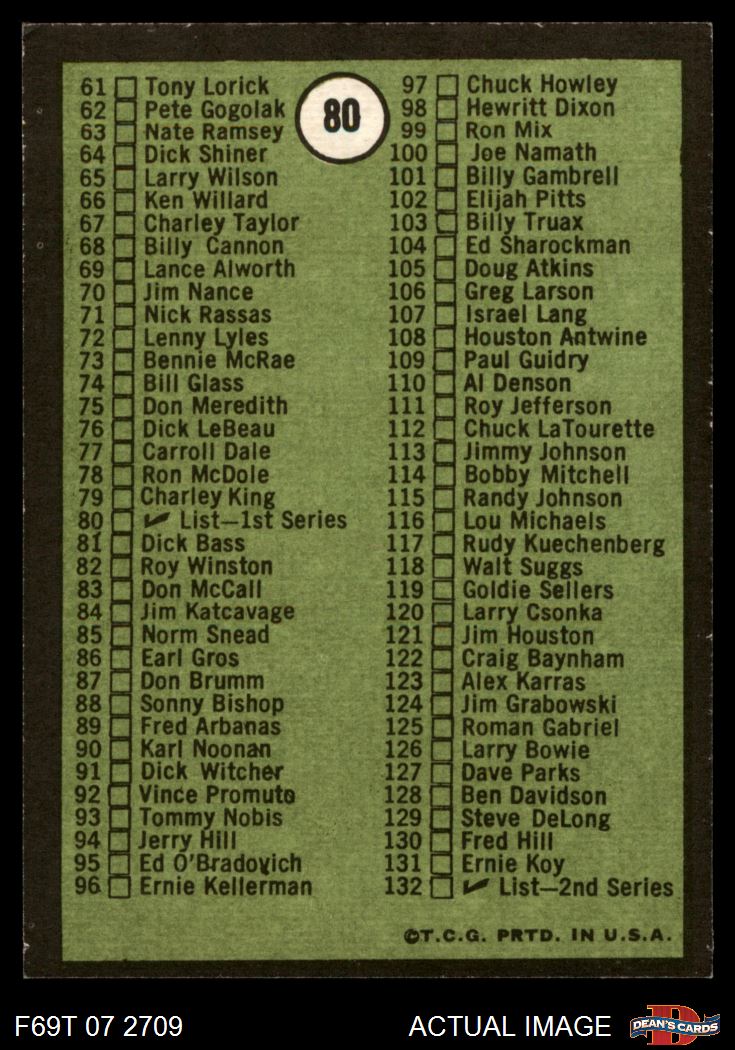 80
61 Tony Lorick
62 Pete Gogolak
63 Nate Ramsey
64 Dick Shiner
65 Larry Wilson
66 Ken Willard
67 Charley Taylor
68 Billy Cannon
69 Lance Alworth
70 Jim Nance
71 Nick Rassas
72 Lenny Lyles
73 Bennie McRae
74 Bill Glass
75 Don Meredith
76 Dick LeBeau
77 Carroll Dale
78 Ron McDole
79 Charley King
80 ✔ List—1st Series
81 Dick Bass
82 Roy Winston
83 Don McCall
84 Jim Katcavage
85 Norm Snead
86 Earl Gros
87 Don Brumm
88 Sonny Bishop
89 Fred Arbanas
90 Karl Noonan
91 Dick Witcher
92 Vince Promuto
93 Tommy Nobis
94 Jerry Hill
95 Ed O'Bradovich
96 Ernie Kellerman
97 Chuck Howley
98 Hewritt Dixon
99 Ron Mix
100 Joe Namath
101 Billy Gambrell
102 Elijah Pitts
103 Billy Truax
104 Ed Sharockman
105 Doug Atkins
106 Greg Larson
107 Israel Lang
108 Houston Antwine
109 Paul Guidry
110 Al Denson
111 Roy Jefferson
112 Chuck LaTourette
113 Jimmy Johnson
114 Bobby Mitchell
115 Randy Johnson
116 Lou Michaels
117 Rudy Kuechenberg
118 Walt Suggs
119 Goldie Sellers
120 Larry Csonka
121 Jim Houston
122 Craig Baynham
123 Alex Karras
124 Jim Grabowski
125 Roman Gabriel
126 Larry Bowie
127 Dave Parks
128 Ben Davidson
129 Steve DeLong
130 Fred Hill
131 Ernie Koy
132 ✔ List—2nd Series
©T.C.G. PRTD. IN U.S.A.
F69T 07 2709
ACTUAL IMAGE
D
DEAN'S CARDS